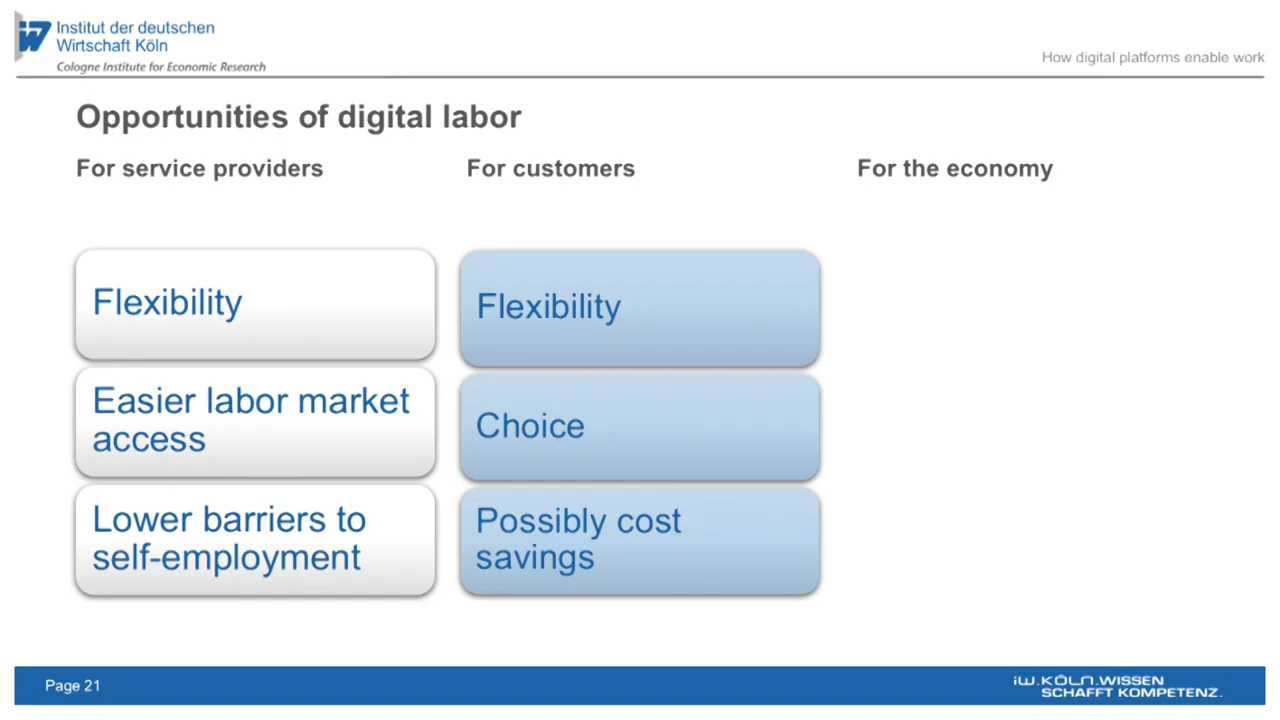 Institut der deutschen
Wirtschaft Köln
Cologne Institute for Economic Research
How digital platforms enable work
Opportunities of digital labor
For service providers
For customers
For the economy
Flexibility
Easier labor market
access
Lower barriers to
self-employment
Flexibility
Choice
Possibly cost
savings
Page 21
iW.KÖLN.WISSEN
SCHAFFT KOMPETENZ.